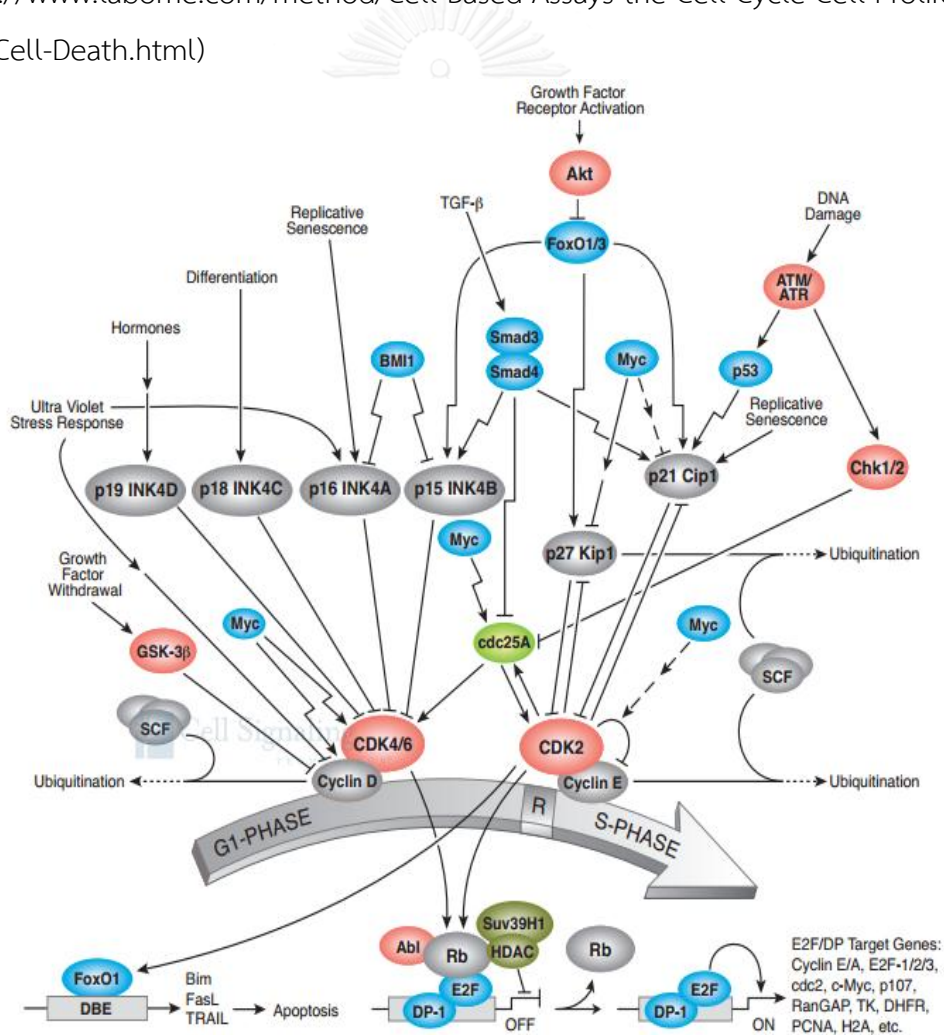 ://www.labome.com/method/Cell-Based-Assays-the-Cell-Cycle-Cell-Prolife
Cell-Death.html)
Growth Factor
Receptor Activation
Akt
TGF-β
Replicative
Senescence
DNA
Damage
FoxO1/3
Differentiation
ATM/
ATR
Hormones
Smad3
Smad4
BMI1
Myc
p53
Ultra Violet
Stress Response
Replicative
Senescence
p19 INK4D
p18 INK4C
p16 INK4A
p15 INK4B
p21 Cip1
Chk1/2
Myc
p27 Kip1
Ubiquitination
Growth
Factor
Withdrawal
Myc
Myc
GSK-3β
cdc25A
SCF
SCF
Cell Signaling
CDK4/6
CDK2
Ubiquitination
Cyclin D
Cyclin E
Ubiquitination
G1-PHASE
R
S-PHASE
Suv39H1
HDAC
Abl
Rb
Rb
E2F/DP Target Genes:
Cyclin E/A, E2F-1/2/3,
cdc2, c-Myc, p107,
RanGAP, TK, DHFR,
PCNA, H2A, etc.
FoxO1
DBE
Bim
FasL
TRAIL
Apoptosis
E2F
DP-1
OFF
E2F
DP-1
ON